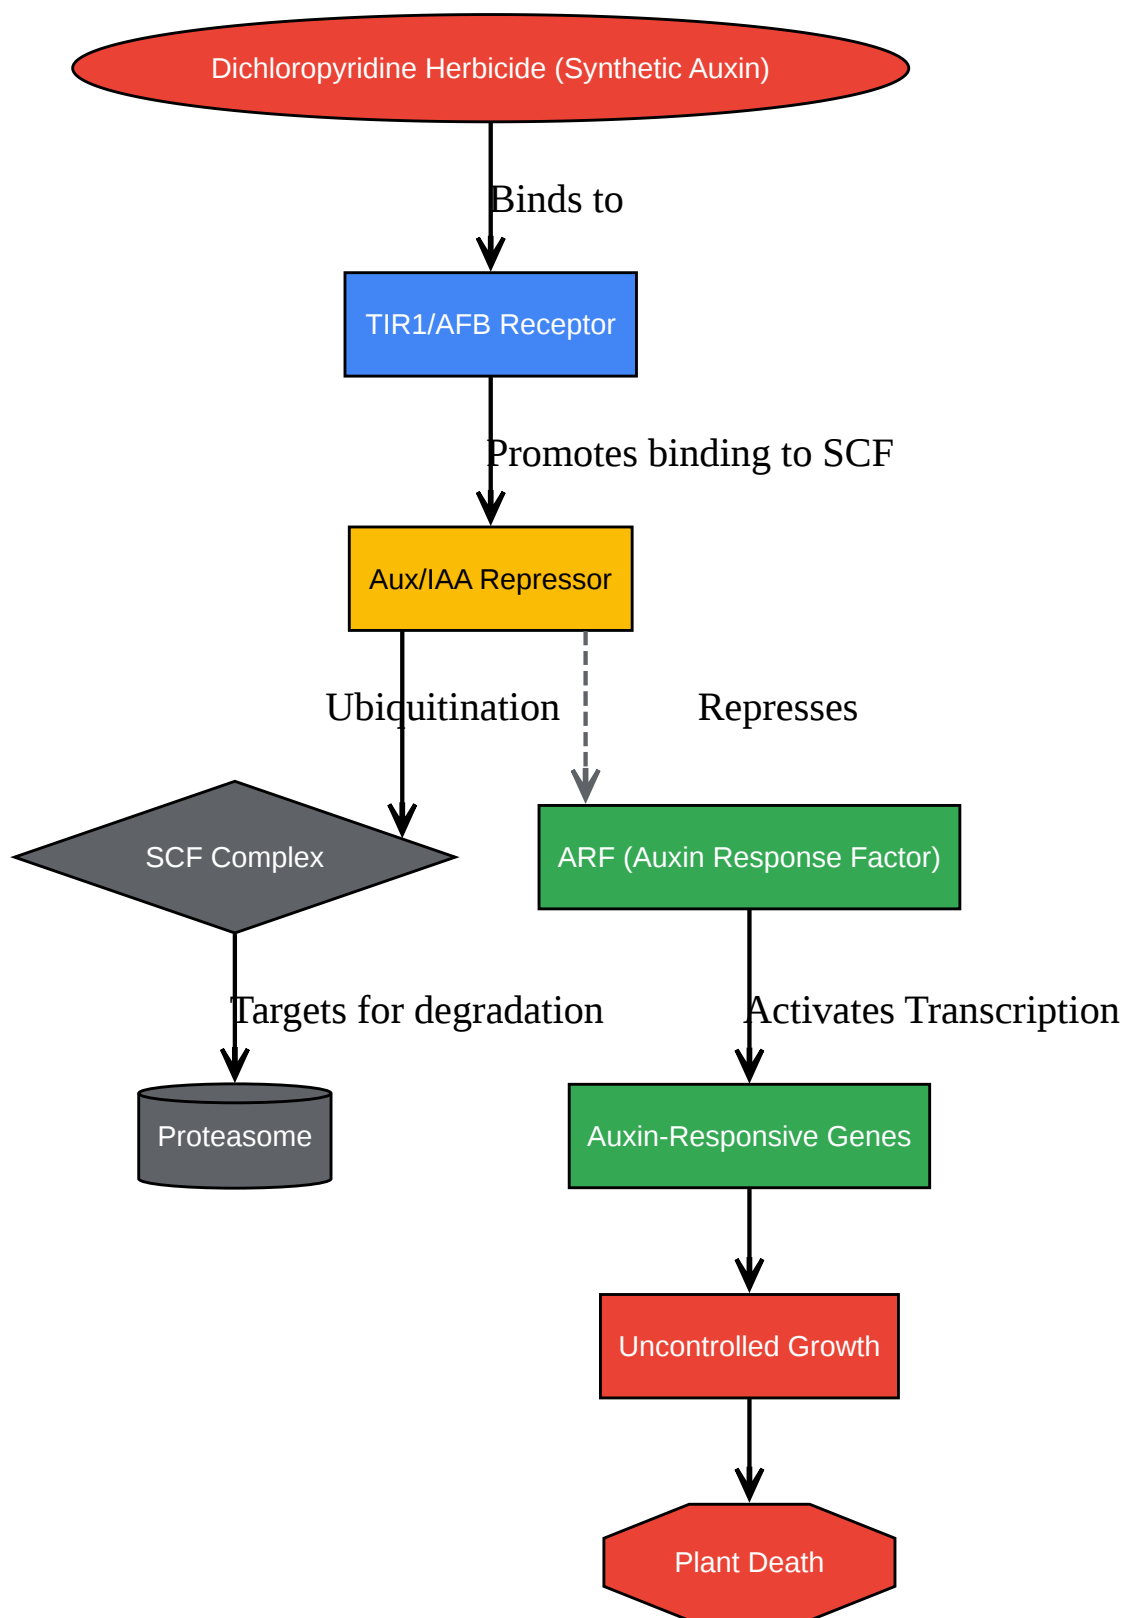 Dichloropyridine Herbicide (Synthetic Auxin)
Binds to
TIR1/AFB Receptor
Promotes binding to SCF
Aux/IAA Repressor
Ubiquitination
Represses
SCF Complex
ARF (Auxin Response Factor)
Targets for degradation
Activates Transcription
Proteasome
Auxin-Responsive Genes
Uncontrolled Growth
Plant Death